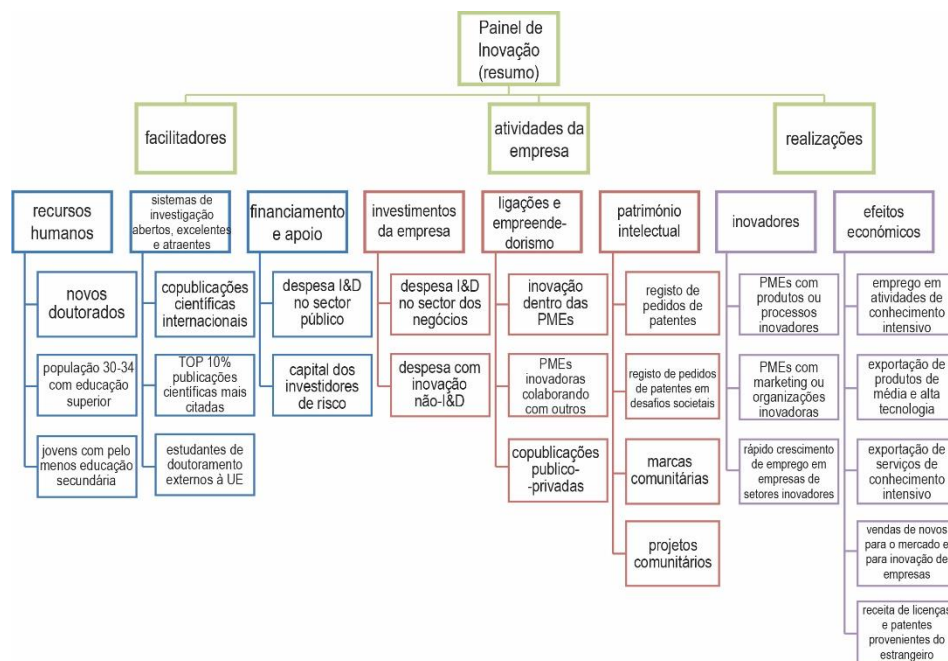 Painel de
Inovação
(resumo)
facilitadores
atividades da
empresa
realizações
recursos
humanos
novos
doutorados
população 30-34
com educação
superior
jovens com pelo
menos educação
secundária
sistemas de
investigação
abertos, excelentes
e atraentes
copublicações
científicas
internacionais
TOP 10%
publicações
científicas mais
citadas
estudantes de
doutoramento
externos à UE
financiamento
e apoio
despesa I&D
no sector
público
capital dos
investidores
de risco
investimentos
da empresa
despesa I&D
no sector dos
negócios
despesa com
inovação
não-I&D
ligações e
empreende-
dorismo
inovação
dentro das
PMEs
PMEs
inovadoras
colaborando
com outros
copublicações
publico-
-privadas
património
intelectual
registo de
pedidos de
patentes
registo de pedidos
de patentes em
desafios societais
marcas
comunitárias
projetos
comunitários
inovadores
PMEs com
produtos ou
processos
inovadores
PMEs com
marketing ou
organizações
inovadoras
rápido crescimento
de emprego em
empresas de
setores inovadores
efeitos
económicos
emprego em
atividades de
conhecimento
intensivo
exportação de
produtos de
média e alta
tecnologia
exportação de
serviços de
conhecimento
intensivo
vendas de novos
para o mercado e
para inovação de
empresas
receita de licenças
e patentes
provenientes do
estrangeiro